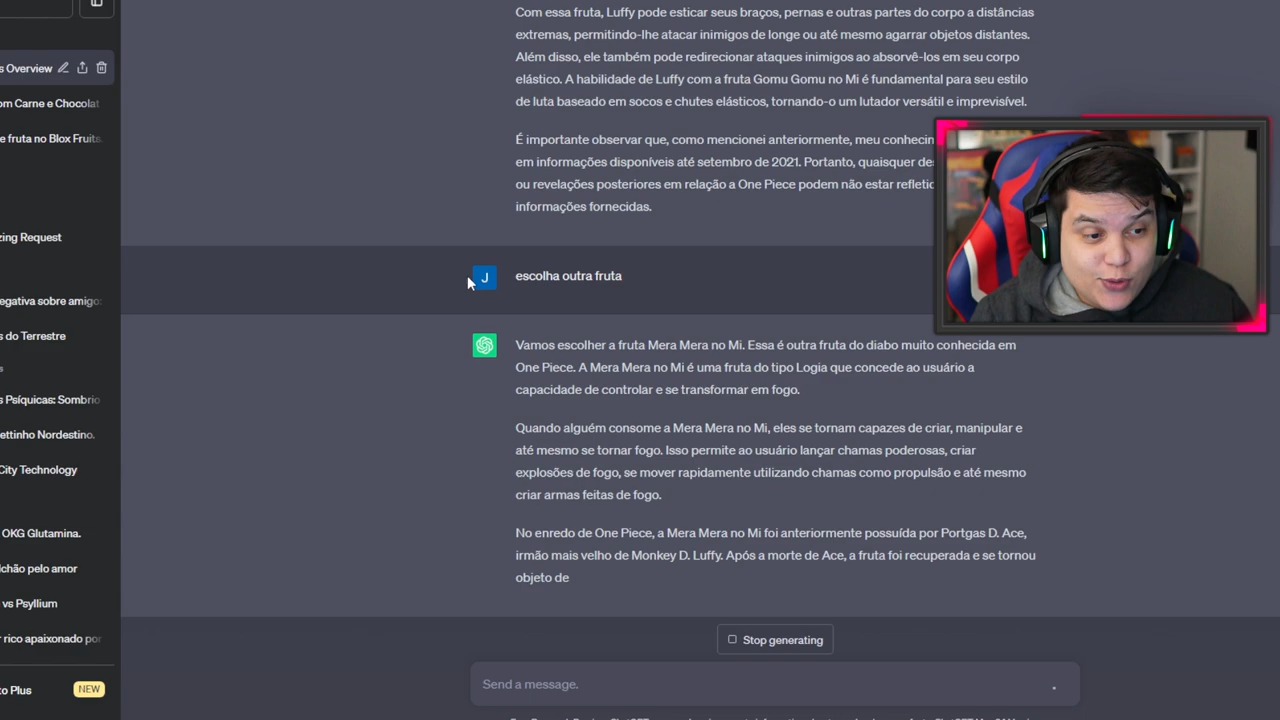 Com essa fruta, Luffy pode esticar seus braços, pernas e outras partes do corpo a distâncias
extremas, permitindo-lhe atacar inimigos de longe ou até mesmo agarrar objetos distantes.
s Overview
Além disso, ele também pode redirecionar ataques inimigos ao absorvê-los em seu corpo
elástico. A habilidade de Luffy com a fruta Gomu Gomu no Mi é fundamental para seu estilo
om Carne e Chocolat
de luta baseado em socos e chutes elásticos, tornando-o um lutador versátil e imprevisível.
e fruta no Blox Fruits.
É importante observar que, como mencionei anteriormente, meu conhecin
em informações disponíveis até setembro de 2021. Portanto, quaisquer des
ou revelações posteriores em relação a One Piece podem não estar refletic
informações fornecidas.
zing Request
J
escolha outra fruta
egativa sobre amigo:
s do Terrestre
Vamos escolher a fruta Mera Mera no Mi. Essa é outra fruta do diabo muito conhecida em
One Piece. A Mera Mera no Mi é uma fruta do tipo Logia que concede ao usuário a
s
capacidade de controlar e se transformar em fogo.
s Psíquicas: Sombrio
Quando alguém consome a Mera Mera no Mi, eles se tornam capazes de criar, manipular e
ettinho Nordestino.
até mesmo se tornar fogo. Isso permite ao usuário lançar chamas poderosas, criar
City Technology
explosões de fogo, se mover rapidamente utilizando chamas como propulsão e até mesmo
criar armas feitas de fogo.
OKG Glutamina.
No enredo de One Piece, a Mera Mera no Mi foi anteriormente possuída por Portgas D. Ace,
irmão mais velho de Monkey D. Luffy. Após a morte de Ace, a fruta foi recuperada e se tornou
lchão pelo amor
objeto de
vs Psyllium
r rico apaixonado por
Stop generating
Send a message.
to Plus
NEW